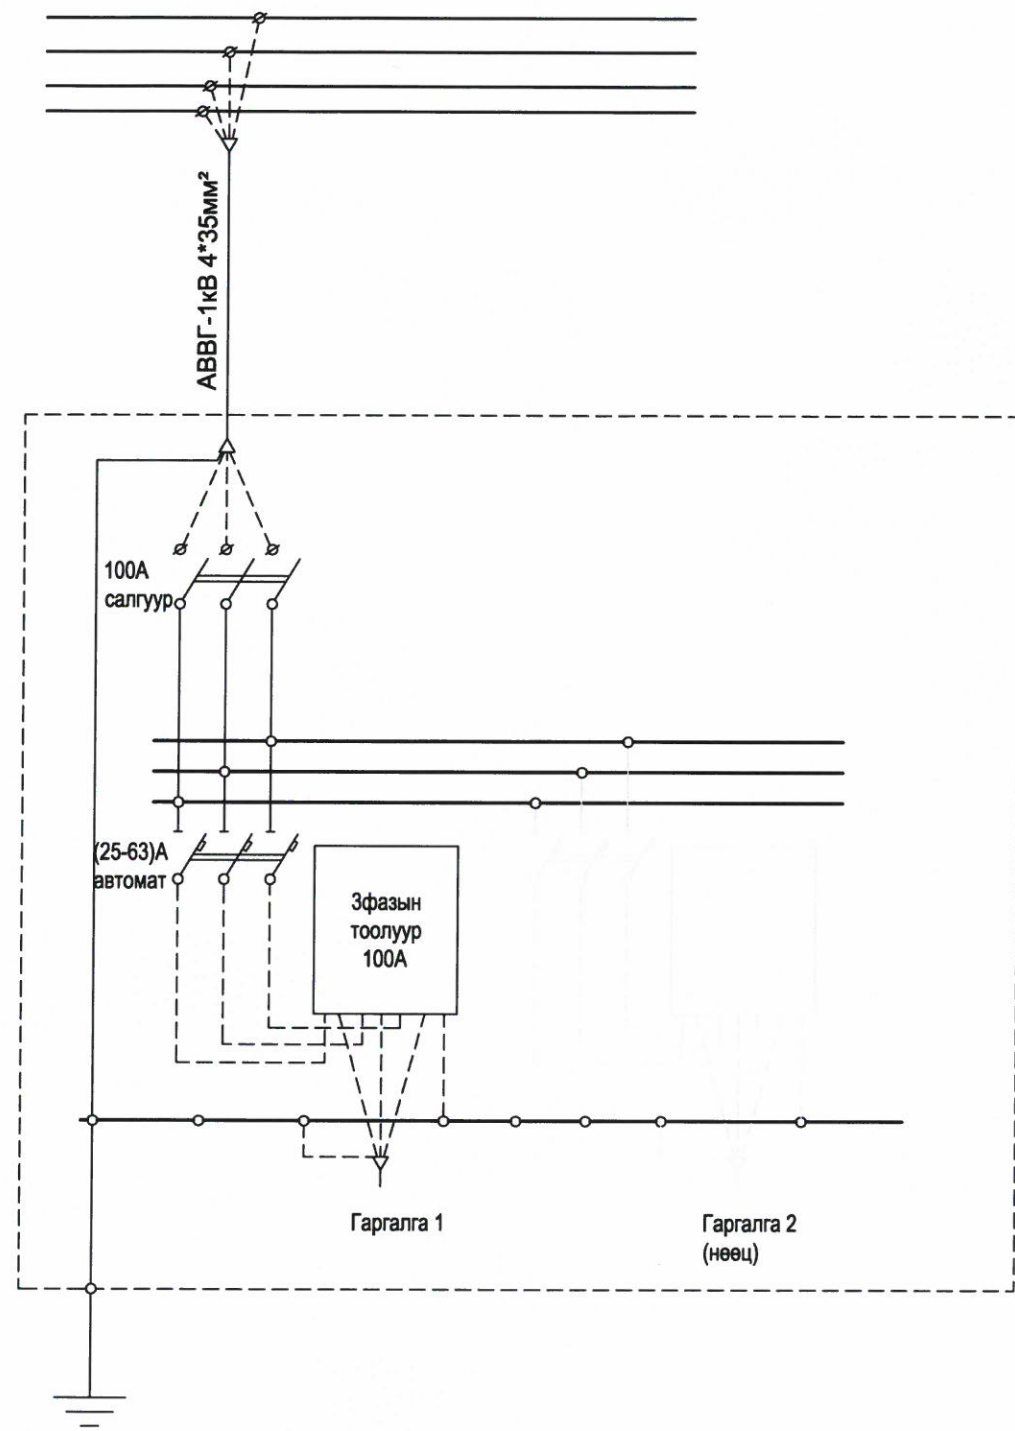 АВВГ-1кВ 4*35мм²
100А
салгуур
(25-63)А
автомат
3фазын
тоолуур
100А
Гаргалга 1
Гаргалга 2
(нөөц)